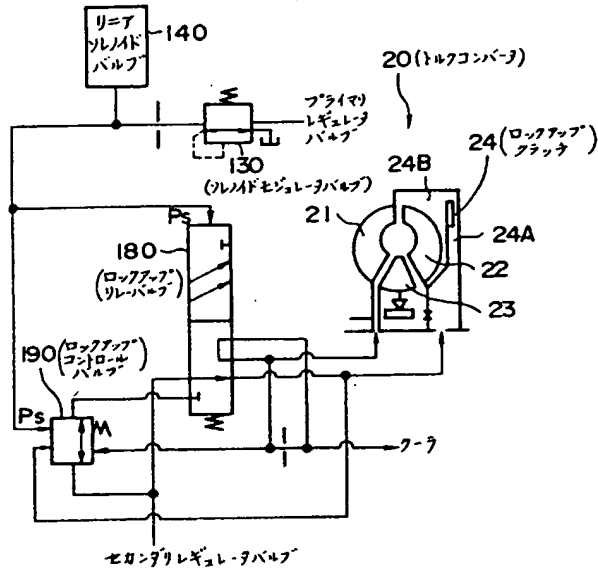 リニア
ソレノイド
バルブ
140
20(トルクコンバータ)
プライマリ
レギュレータ
バルブ
130
(ソレノイドモジュレータバルブ)
24(ロックアップ
クラッチ)
24B
21
24A
22
23
Ps
180
(ロックアップ
リレーバルブ)
190(ロックアップ
コントロール
バルブ)
Ps
クーラ
セカンダリレギュレータバルブ